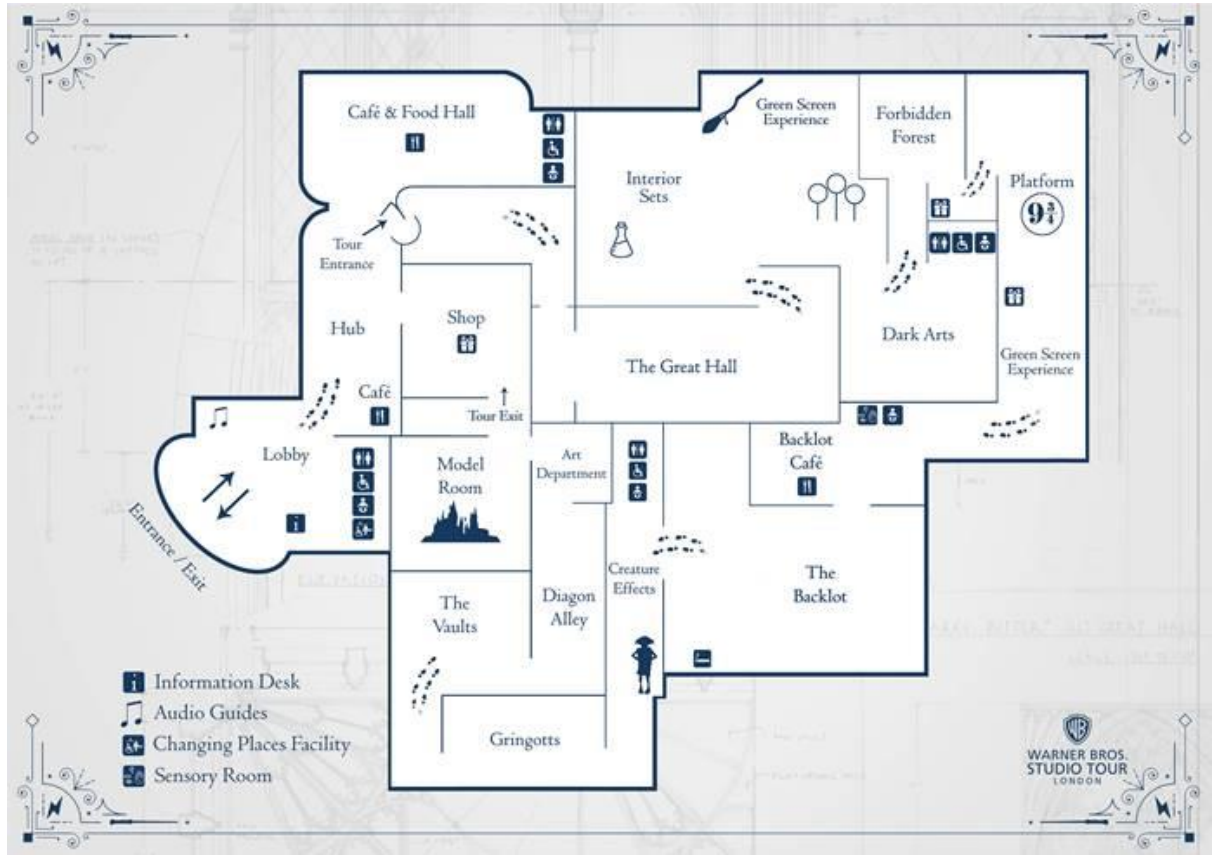 Café & Food Hall
Green Screen
Experience
Forbidden
Forest
Interior
Sets
Platform
9¾
Tour
Entrance
Hub
Shop
Dark Arts
The Great Hall
Green Screen
Experience
Café
Tour Exit
Lobby
Entrance / Exit
Model
Room
Art
Department
Backlot
Café
Creature
Effects
The
Backlot
The
Vaults
Diagon
Alley
Gringotts
i
Information Desk
Audio Guides
Changing Places Facility
Sensory Room
WB
WARNER BROS.
STUDIO TOUR
LONDON